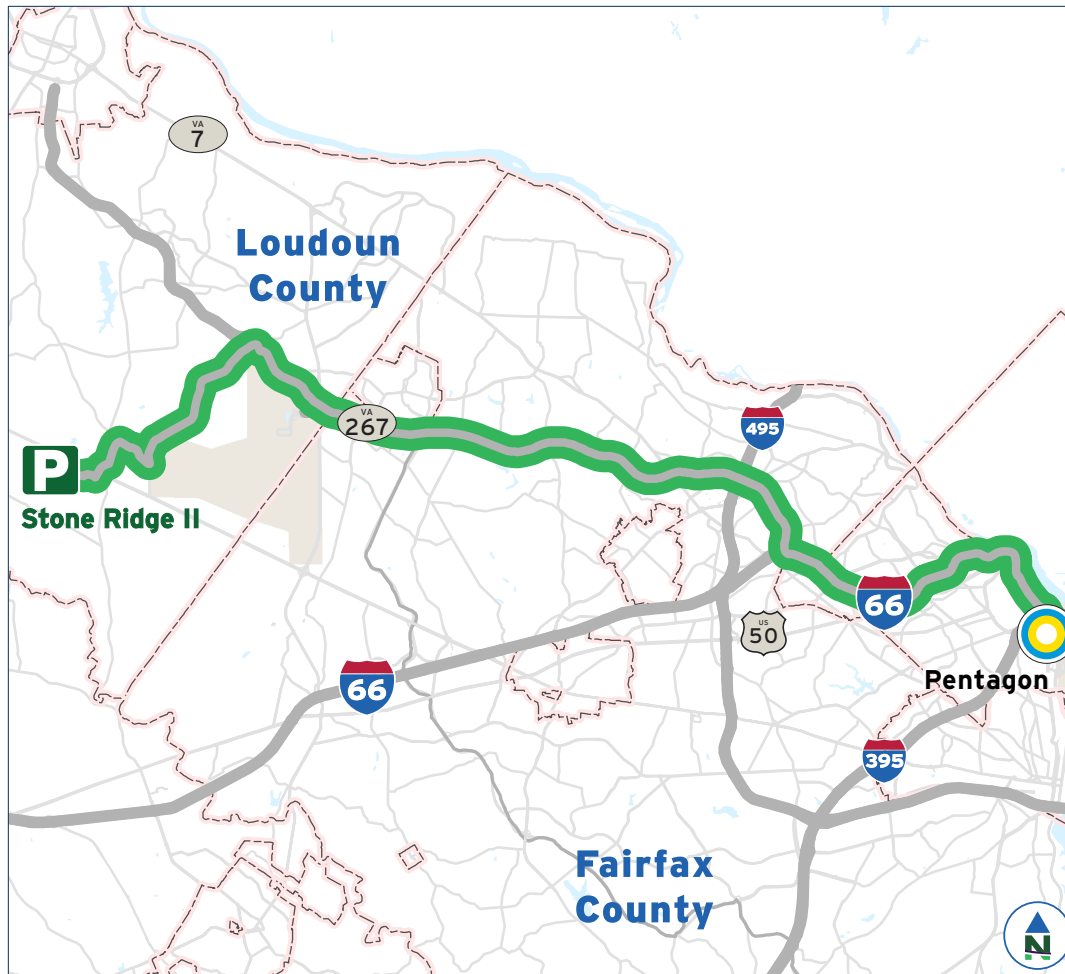 VA
7
Loudoun
County
VA
267
495
P
Stone Ridge II
66
US
50
66
Pentagon
395
Fairfax
County
N